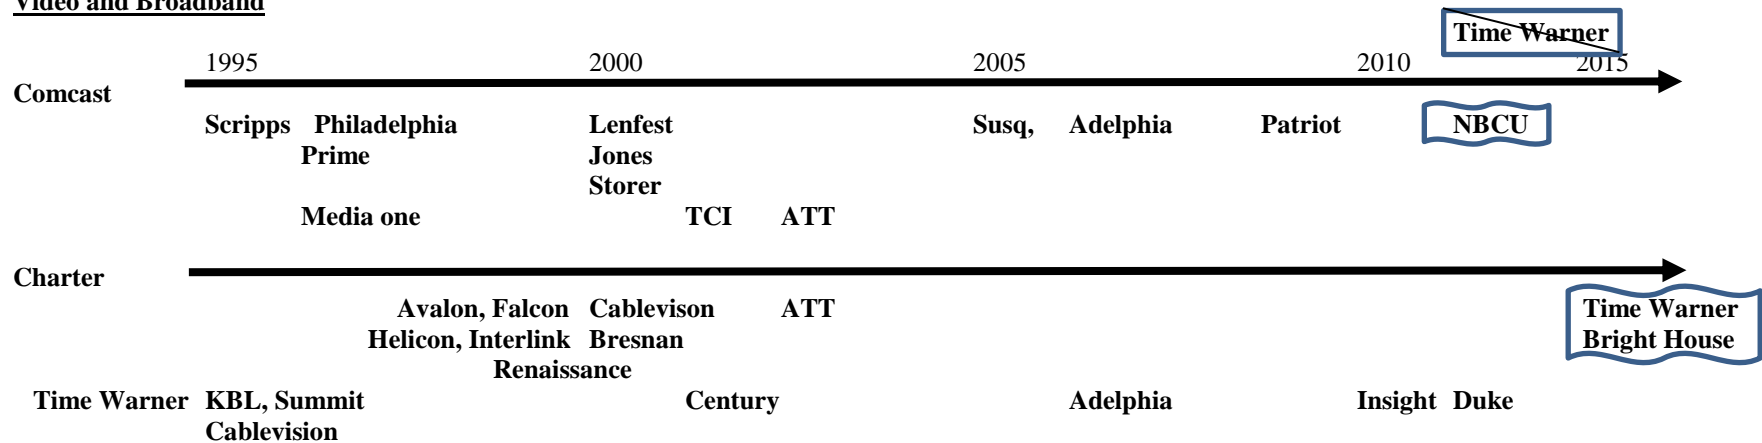 Video and Broadband
Time Warner
1995 2000 2005 2010 2015
Comcast
Scripps Philadelphia Lenfest Susq, Adelphia Patriot NBCU
Prime Jones
Storer
Media one TCI ATT
Charter
Avalon, Falcon Cablevison ATT Time Warner
Helicon, Interlink Bresnan Bright House
Renaissance
Time Warner KBL, Summit Century Adelphia Insight Duke
Cablevision